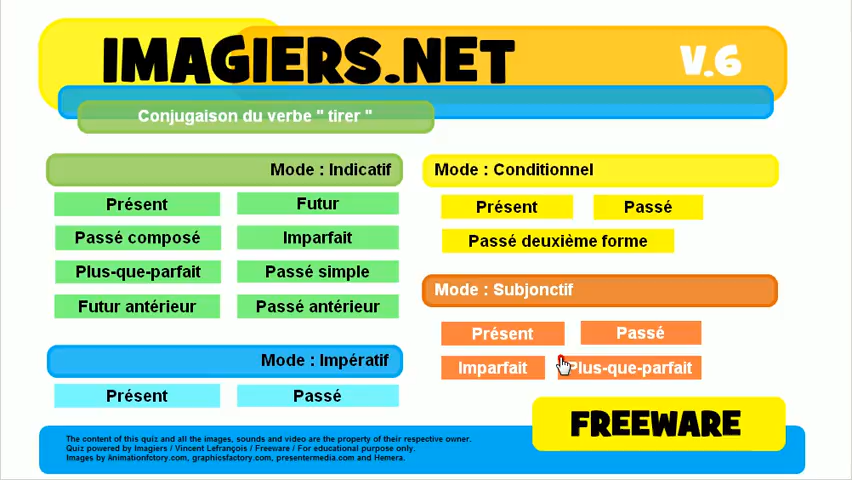 IMAGIERS.NET
V.6
Conjugaison du verbe " tirer "
Mode : Indicatif
Présent
Futur
Passé composé
Imparfait
Plus-que-parfait
Passé simple
Futur antérieur
Passé antérieur
Mode : Impératif
Présent
Passé
Mode : Conditionnel
Présent
Passé
Passé deuxième forme
Mode : Subjonctif
Présent
Passé
Imparfait
Plus-que-parfait
FREEWARE
The content of this quiz and all the images, sounds and video are the property of their respective owner.
Quiz powered by Imagiers / Vincent Lefrançois / Freeware / For educational purpose only.
Images by Animationfctory.com, graphicsfactory.com, presentermedia.com and Hemera.